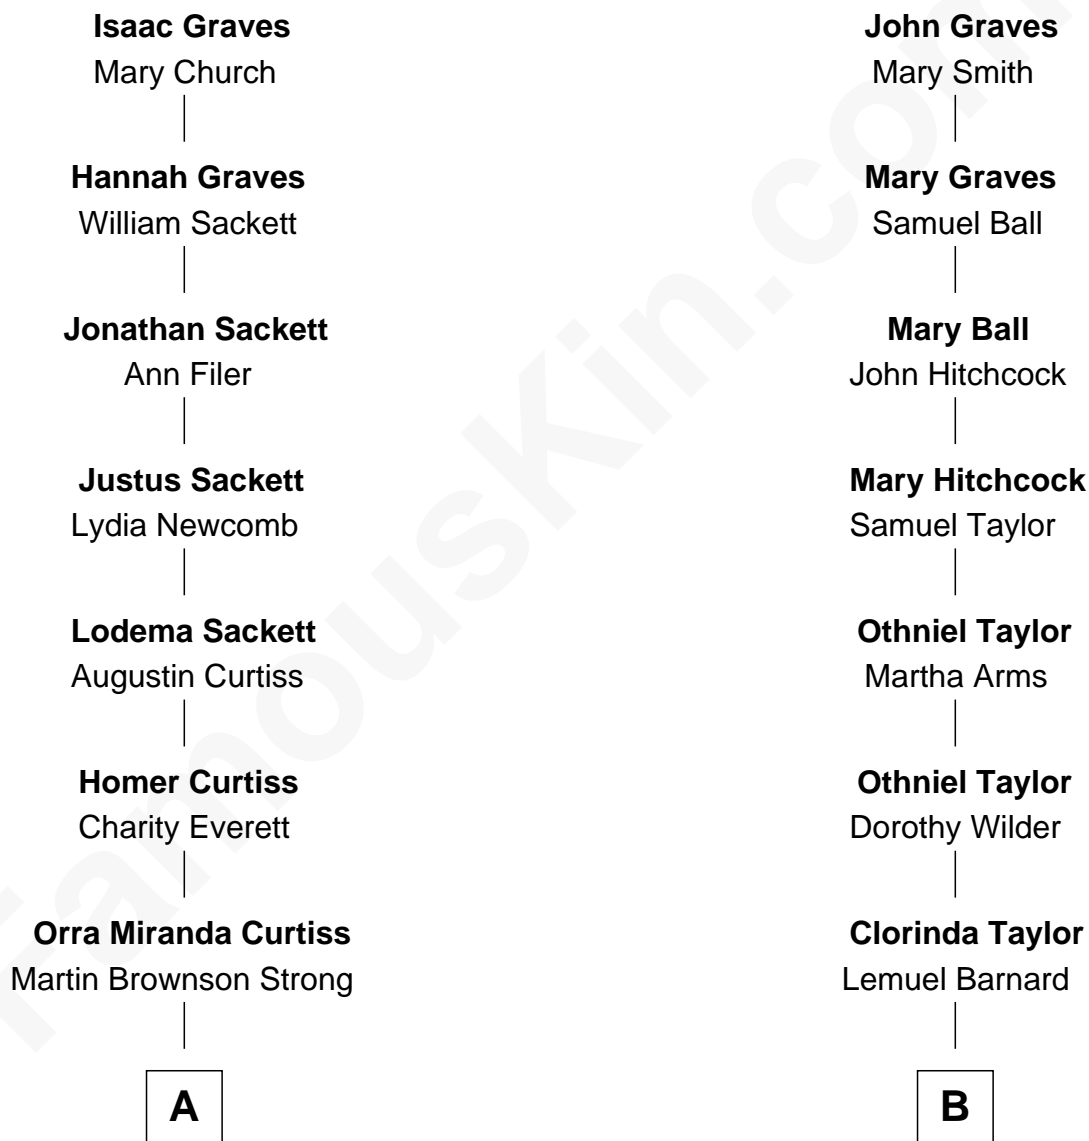 Isaac Graves
Mary Church
Hannah Graves
William Sackett
Jonathan Sackett
Ann Filer
Justus Sackett
Lydia Newcomb
Lodema Sackett
Augustin Curtiss
Homer Curtiss
Charity Everett
Orra Miranda Curtiss
Martin Brownson Strong
A
John Graves
Mary Smith
Mary Graves
Samuel Ball
Mary Ball
John Hitchcock
Mary Hitchcock
Samuel Taylor
Othniel Taylor
Martha Arms
Othniel Taylor
Dorothy Wilder
Clorinda Taylor
Lemuel Barnard
B
FamousKin.com